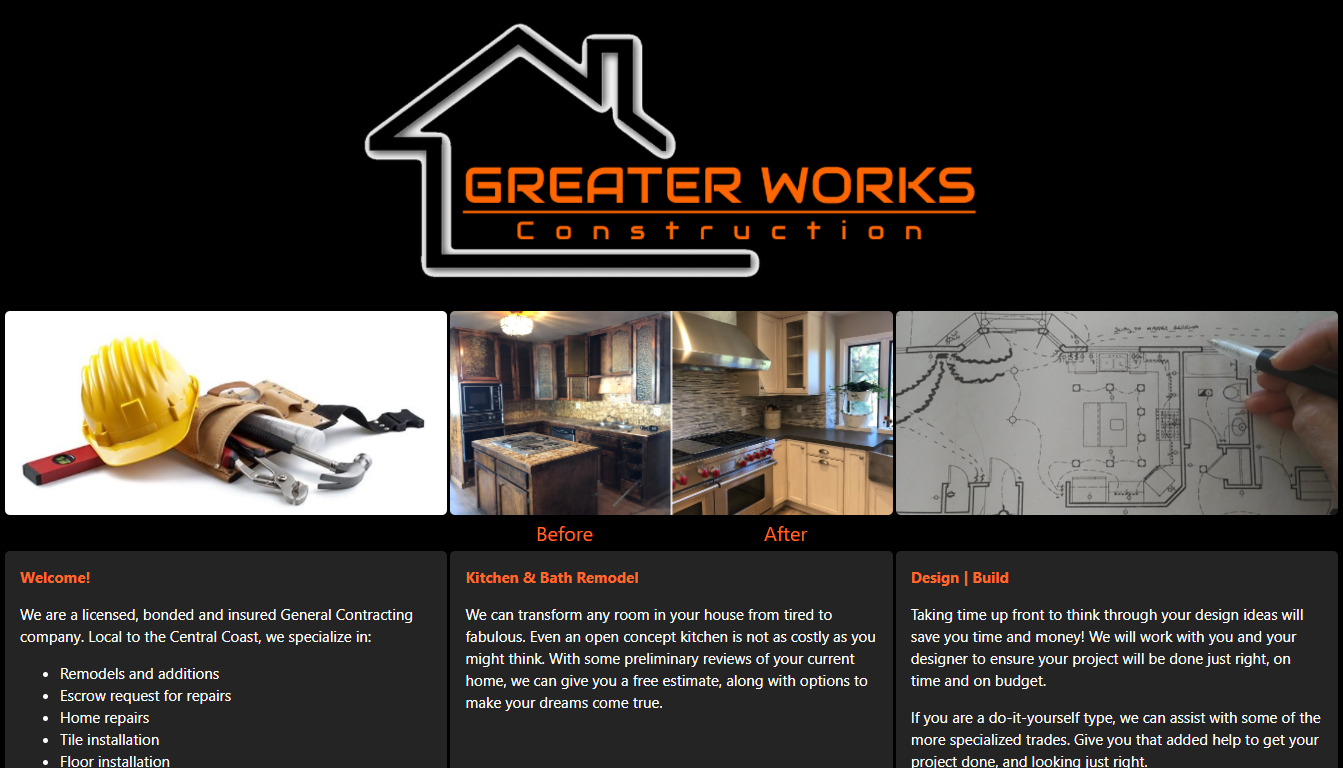 GREATER WORKS
Construction
Before
After
Welcome!
We are a licensed, bonded and insured General Contracting
company. Local to the Central Coast, we specialize in:
• Remodels and additions
• Escrow request for repairs
• Home repairs
• Tile installation
• Floor installation
Kitchen & Bath Remodel
We can transform any room in your house from tired to
fabulous. Even an open concept kitchen is not as costly as you
might think. With some preliminary reviews of your current
home, we can give you a free estimate, along with options to
make your dreams come true.
Design | Build
Taking time up front to think through your design ideas will
save you time and money! We will work with you and your
designer to ensure your project will be done just right, on
time and on budget.
If you are a do-it-yourself type, we can assist with some of the
more specialized trades. Give you that added help to get your
project done, and looking just right.